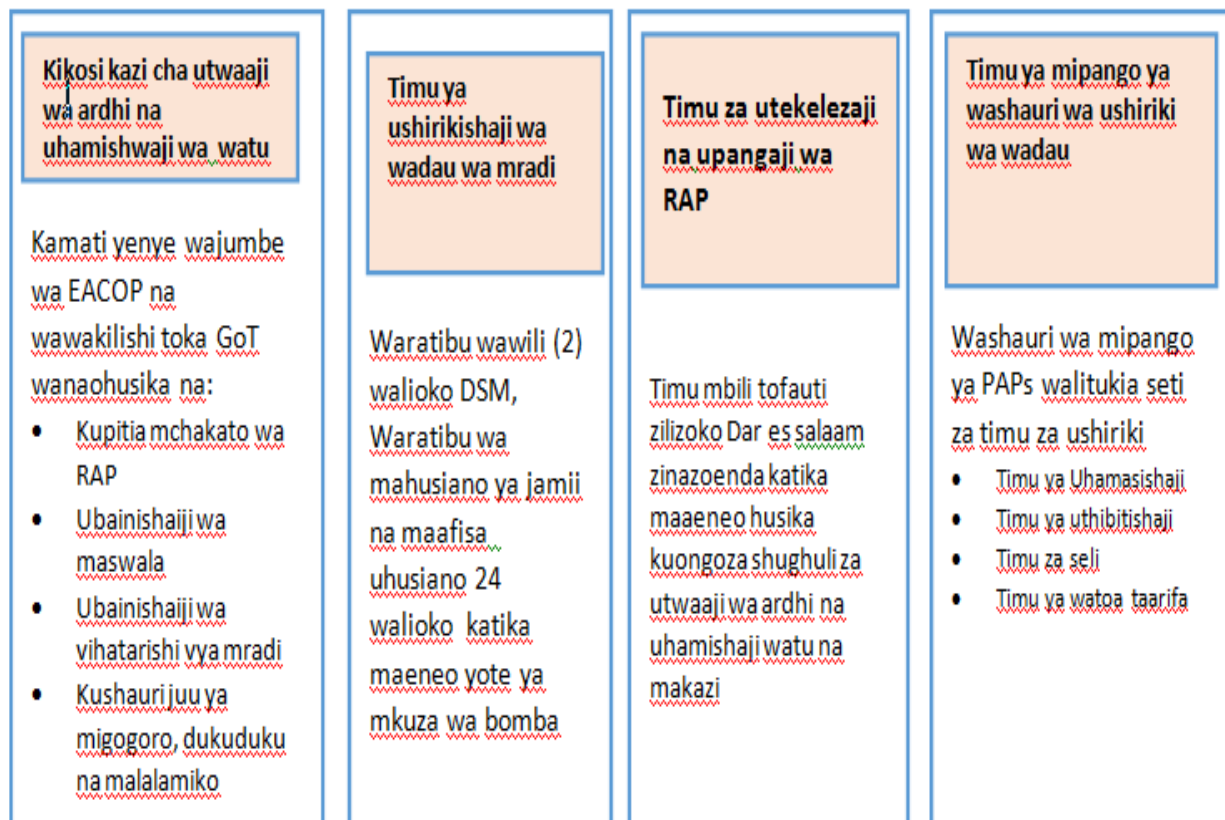 Kikosi kazi cha utwaaji
wa ardhi na
uhamishwaji wa watu
Kamati yenye wajumbe
wa EACOP na
wawakilishi toka GoT
wanaohusika na:
• Kupitia mchakato wa
RAP
• Ubainishaiji wa
maswala
• Ubainishaiji wa
vihatarishi vya mradi
• Kushauri juu ya
migogoro, dukuduku
na malalamiko
Timu ya
ushirikishaji wa
wadau wa mradi
Waratibu wawili (2)
walioko DSM,
Waratibu wa
mahusiano ya jamii
na maafisa
uhusiano 24
walioko katika
maeneo yote ya
mkuza wa bomba
Timu za utekelezaji
na upangaji wa
RAP
Timu mbili tofauti
zilizoko Dar es salaam
zinazoenda katika
maaeneo husika
kuongoza shughuli za
utwaaji wa ardhi na
uhamishaji watu na
makazi
Timu ya mipango ya
washauri wa ushiriki
wa wadau
Washauri wa mipango
ya PAPs walitukia seti
za timu za ushiriki
• Timu ya Uhamasishaji
• Timu ya uthibitishaji
• Timu za seli
• Timu ya watoa taarifa